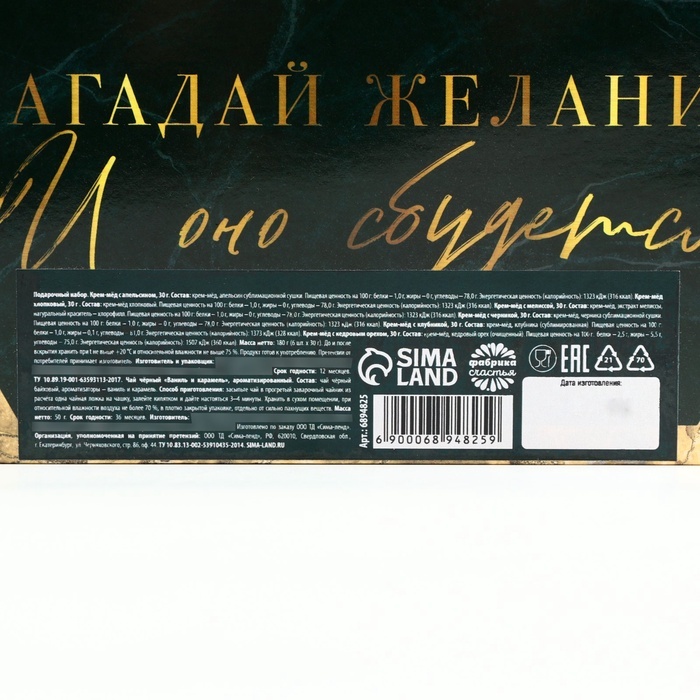 АГАДАЙ ЖЕЛАНИ
И оно сбудетс
Подарочный набор. Крем-мёд с апельсином, 30 г. Состав: крем-мёд, апельсин сублимационной сушки. Пищевая ценность на 100 г: белки – 1,0 г, жиры – 0 г, углеводы – 78,0 г. Энергетическая ценность (калорийность): 1323 кДж (316 ккал). Крем-мёд
хлопковый, 30 г. Состав: крем-мёд хлопковый. Пищевая ценность на 100 г: белки – 1,0 г, жиры – 0 г, углеводы – 78,0 г. Энергетическая ценность (калорийность): 1323 кДж (316 ккал). Крем-мёд с мелиссой, 30 г. Состав: крем-мёд, экстракт мелиссы,
натуральный краситель – хлорофилл. Пищевая ценность на 100 г: белки – 1,0 г, жиры – 0 г, углеводы – 78,0 г. Энергетическая ценность (калорийность): 1323 кДж (316 ккал). Крем-мёд с черникой, 30 г. Состав: крем-мёд, черника сублимационной сушки.
Пищевая ценность на 100 г: белки – 1,0 г, жиры – 0 г, углеводы – 78,0 г. Энергетическая ценность (калорийность): 1323 кДж (316 ккал). Крем-мёд с клубникой, 30 г. Состав: крем-мёд, клубника (сублимированная). Пищевая ценность на 100 г:
белки – 1,0 г, жиры – 0,1 г, углеводы – 81,0 г. Энергетическая ценность (калорийность): 1373 кДж (328 ккал). Крем-мёд с кедровым орехом, 30 г. Состав: крем-мёд, кедровый орех (очищенный). Пищевая ценность на 100 г: белки – 2,5 г, жиры – 5,5 г,
углеводы – 75,0 г. Энергетическая ценность (калорийность): 1507 кДж (360 ккал). Масса нетто: 180 г (6 шт. х 30 г). До и после
вскрытия хранить при t не выше +20 °С и относительной влажности не выше 75 %. Продукт готов к употреблению. Претензии от
потребителей принимает изготовитель. Изготовитель и упаковщик:
Срок годности: 12 месяцев.
ТУ 10.89.19-001-63593113-2017. Чай чёрный «Ваниль и карамель», ароматизированный. Состав: чай чёрный
байховый, ароматизаторы – ваниль и карамель. Способ приготовления: засыпьте чай в прогретый заварочный чайник из
расчёта одна чайная ложка на чашку, залейте кипятком и дайте настояться 3–4 минуты. Хранить в сухом помещении, при
относительной влажности воздуха не более 70 %, в плотно закрытой упаковке, отдельно от сильно пахнущих веществ. Масса
нетто: 50 г. Срок годности: 36 месяцев. Изготовитель:
Изготовлено по заказу ООО ТД «Сима-ленд».
Организация, уполномоченная на принятие претензий: ООО ТД «Сима-ленд», РФ, 620010, Свердловская обл.,
г. Екатеринбург, ул. Черняховского, стр. 86, оф. 44. ТУ 10.83.13-002-53910435-2014. SIMA-LAND.RU
SIMA
LAND
фабрика
счастья
EAC
21
70
Арт.: 6894825
6 900068 948259
Дата изготовления: